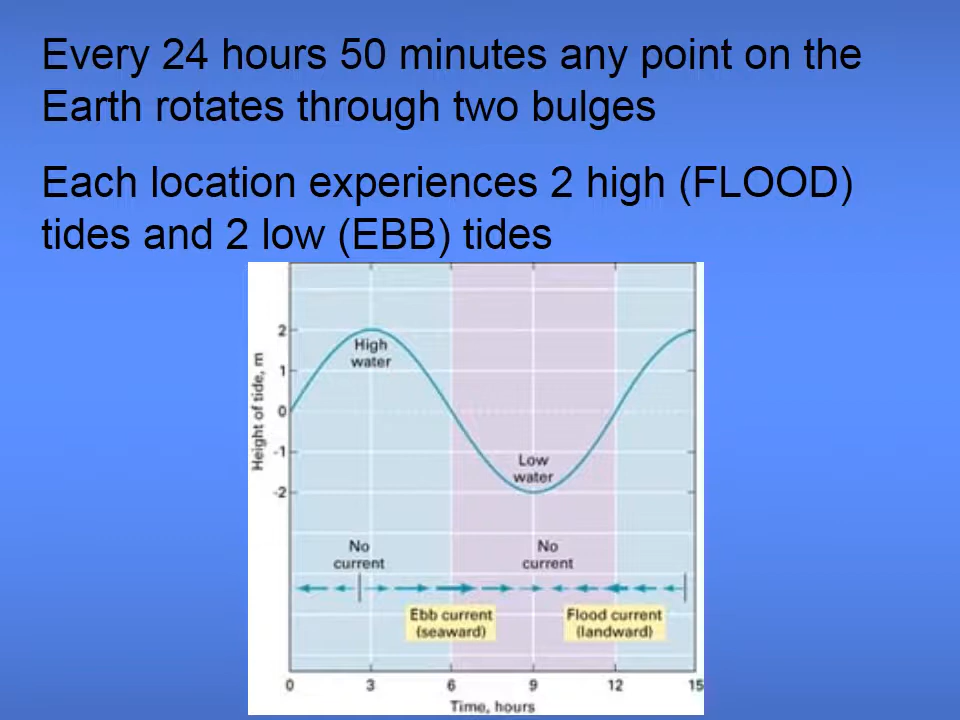 Every 24 hours 50 minutes any point on the
Earth rotates through two bulges
Each location experiences 2 high (FLOOD)
tides and 2 low (EBB) tides
Height of tide, m
2
1
0
-1
-2
High
water
Low
water
No
current
No
current
Ebb current
(seaward)
Flood current
(landward)
0 3 6 9 12 15
Time, hours